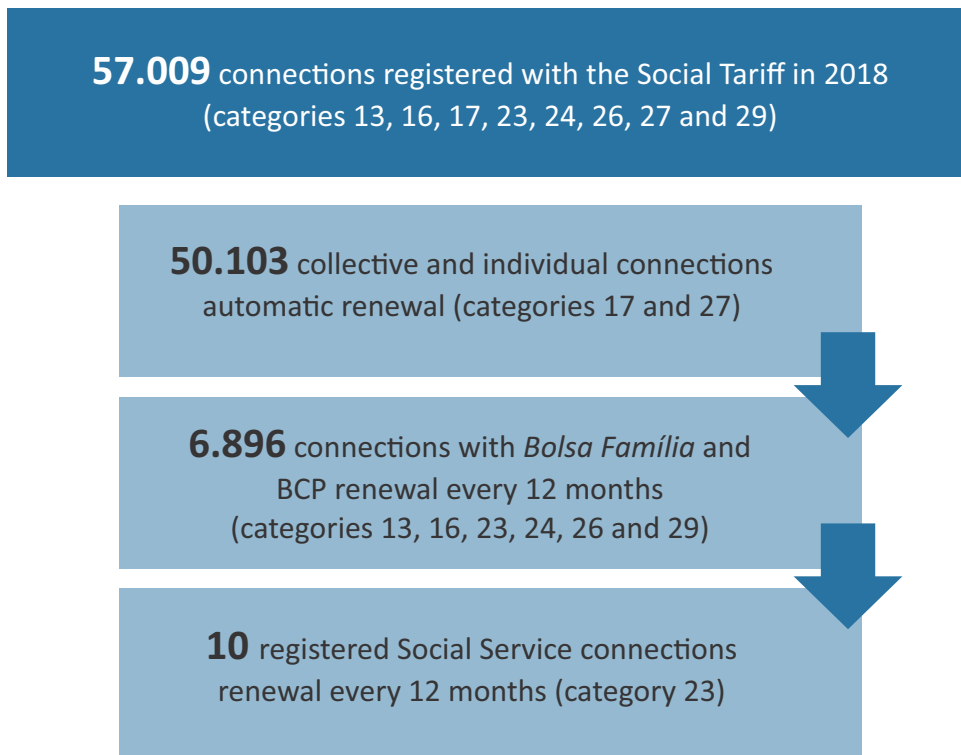 57.009 connections registered with the Social Tariff in 2018
(categories 13, 16, 17, 23, 24, 26, 27 and 29)
50.103 collective and individual connections
automatic renewal (categories 17 and 27)
6.896 connections with Bolsa Família and
BCP renewal every 12 months
(categories 13, 16, 23, 24, 26 and 29)
10 registered Social Service connections
renewal every 12 months (category 23)